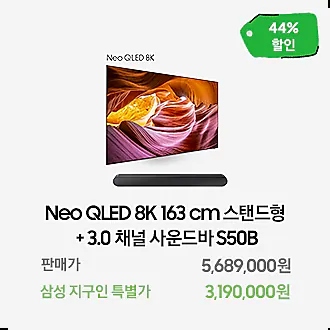 44%
할인
Neo QLED 8K
Neo QLED 8K 163 cm 스탠드형
+ 3.0 채널 사운드바 S50B
판매가 5,689,000원
삼성 지구인 특별가 3,190,000원